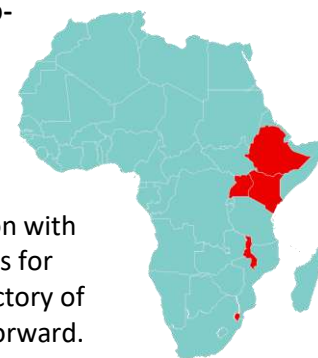 o-
on with
s for
ctory of
orward.